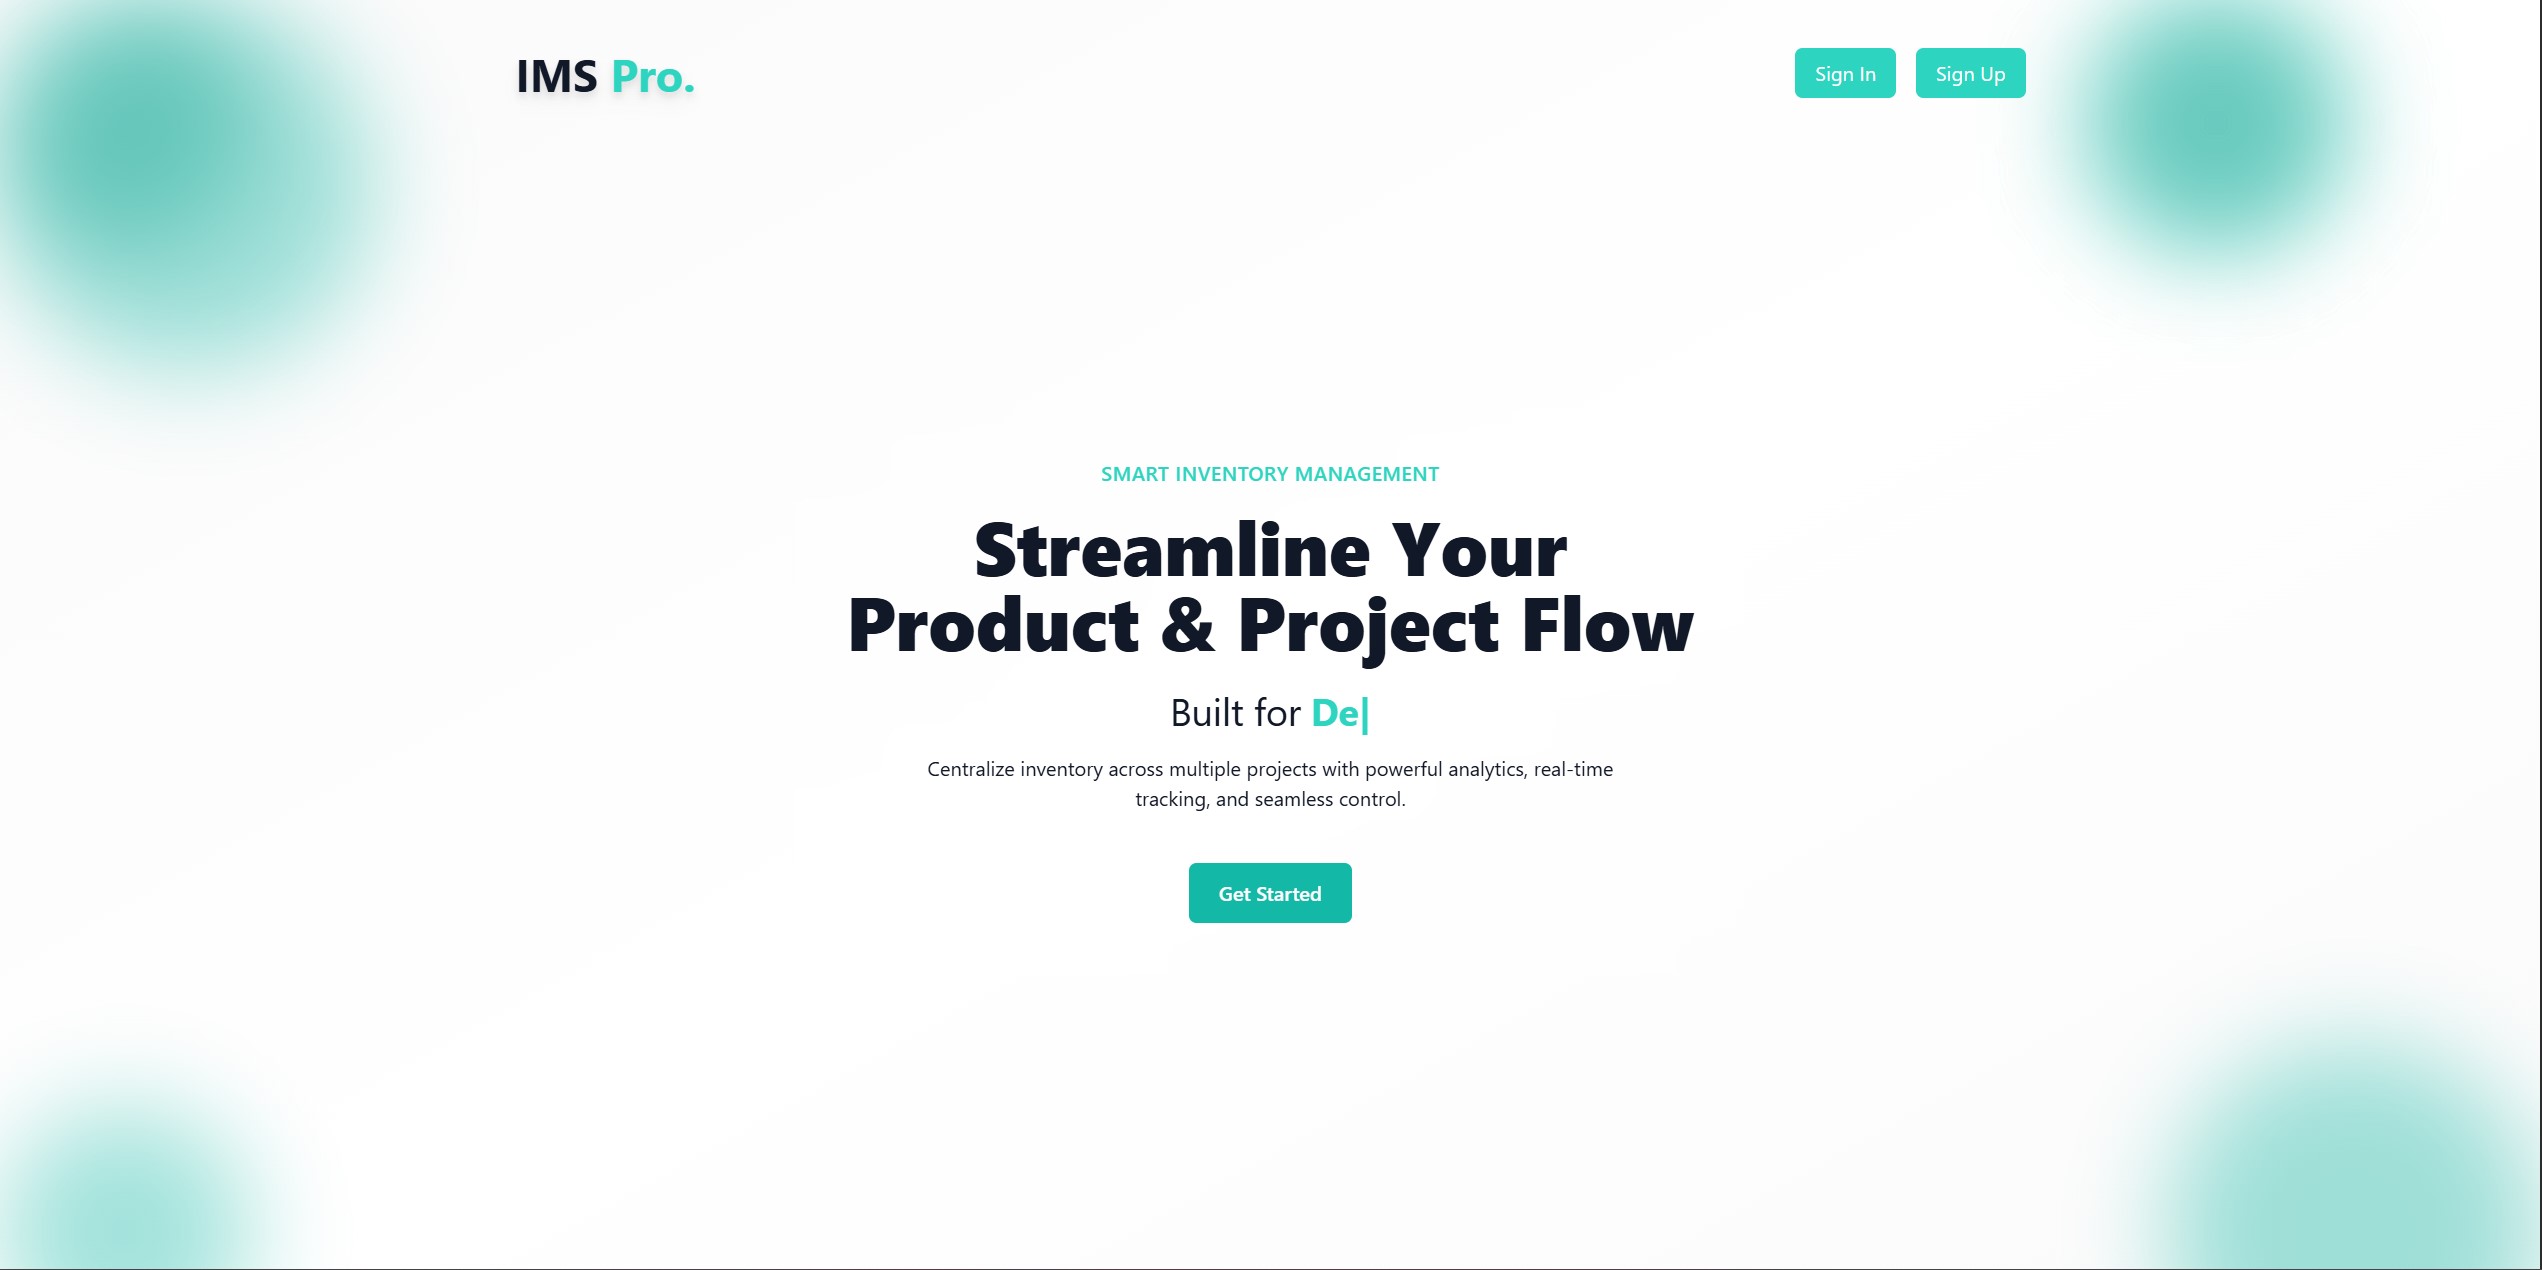 IMS Pro.
Sign In
Sign Up
SMART INVENTORY MANAGEMENT
Streamline Your
Product & Project Flow
Built for De|
Centralize inventory across multiple projects with powerful analytics, real-time
tracking, and seamless control.
Get Started